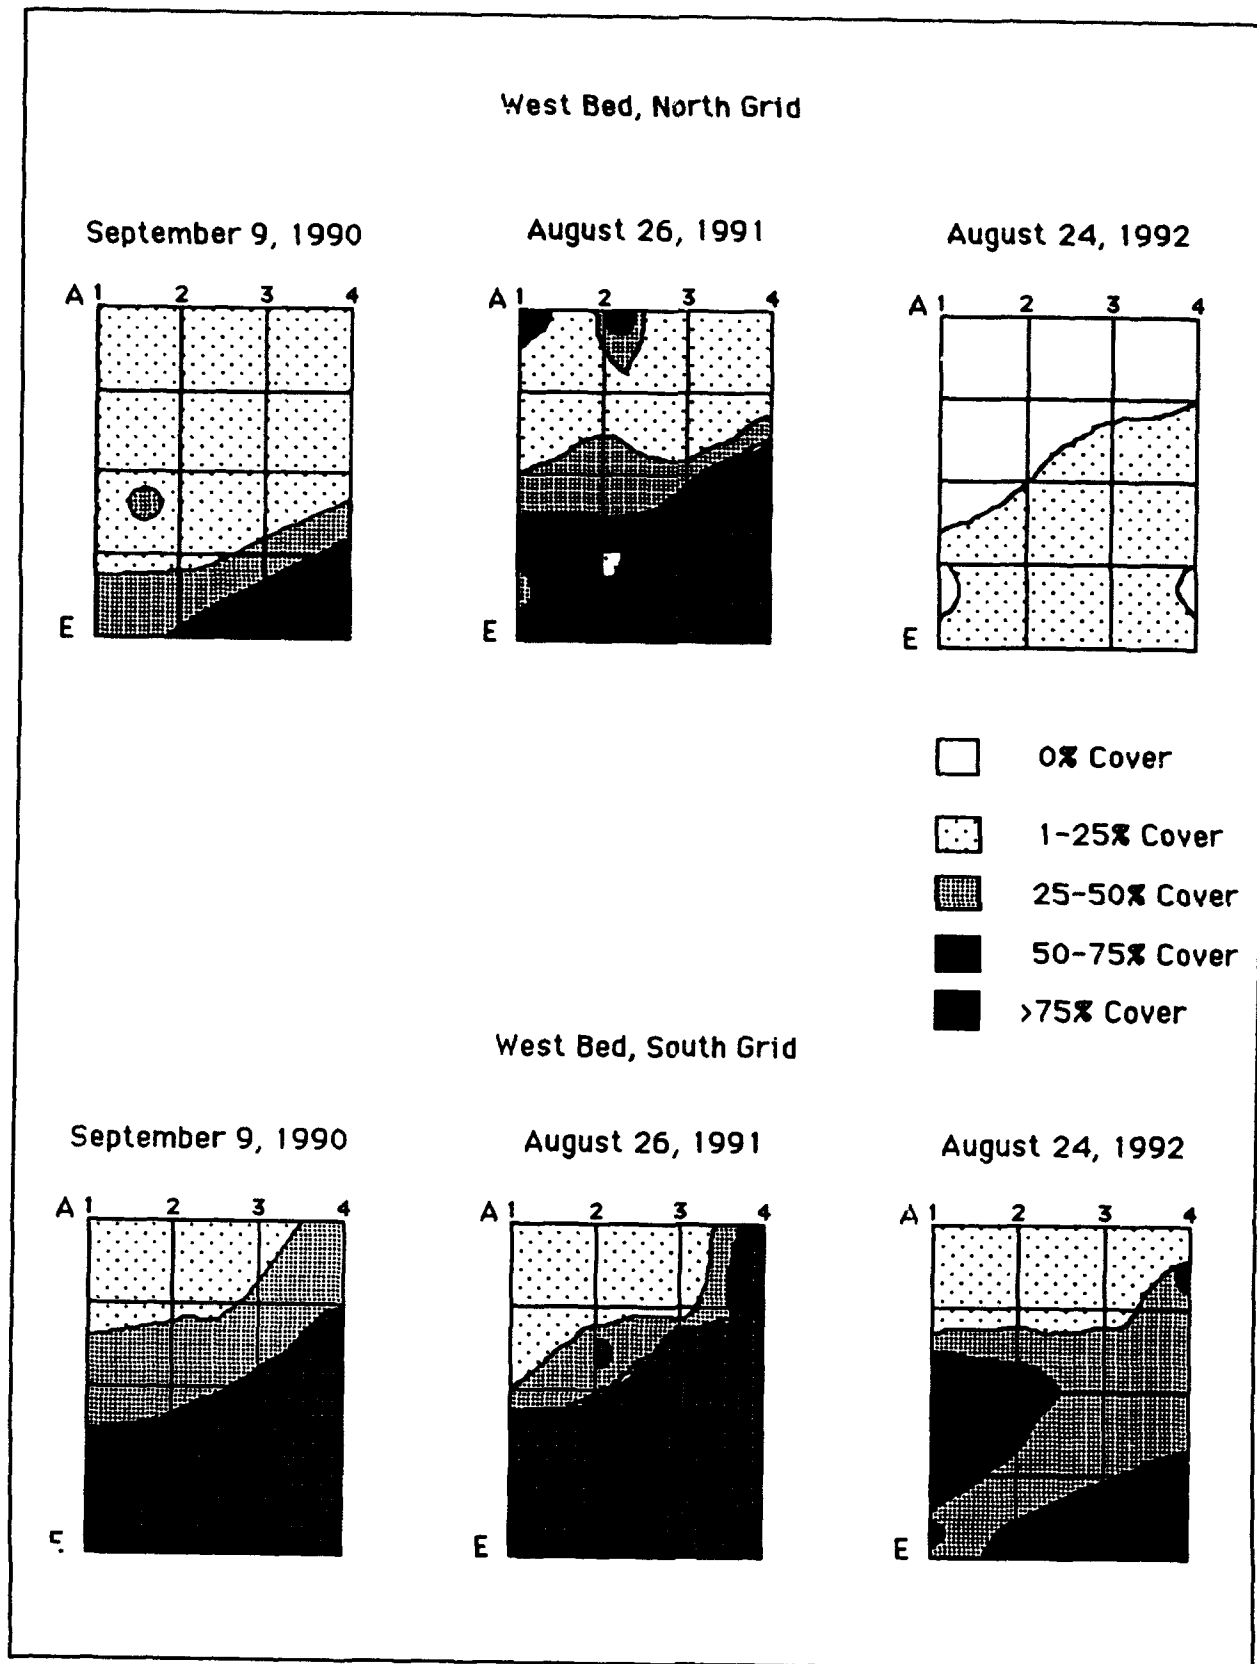 West Bed, North Grid
September 9, 1990
August 26, 1991
August 24, 1992
A 1 2 3 4
A 1 2 3 4
A 1 2 3 4
E
E
E
0% Cover
1-25% Cover
25-50% Cover
50-75% Cover
>75% Cover
West Bed, South Grid
September 9, 1990
August 26, 1991
August 24, 1992
A 1 2 3 4
A 1 2 3 4
A 1 2 3 4
E
E